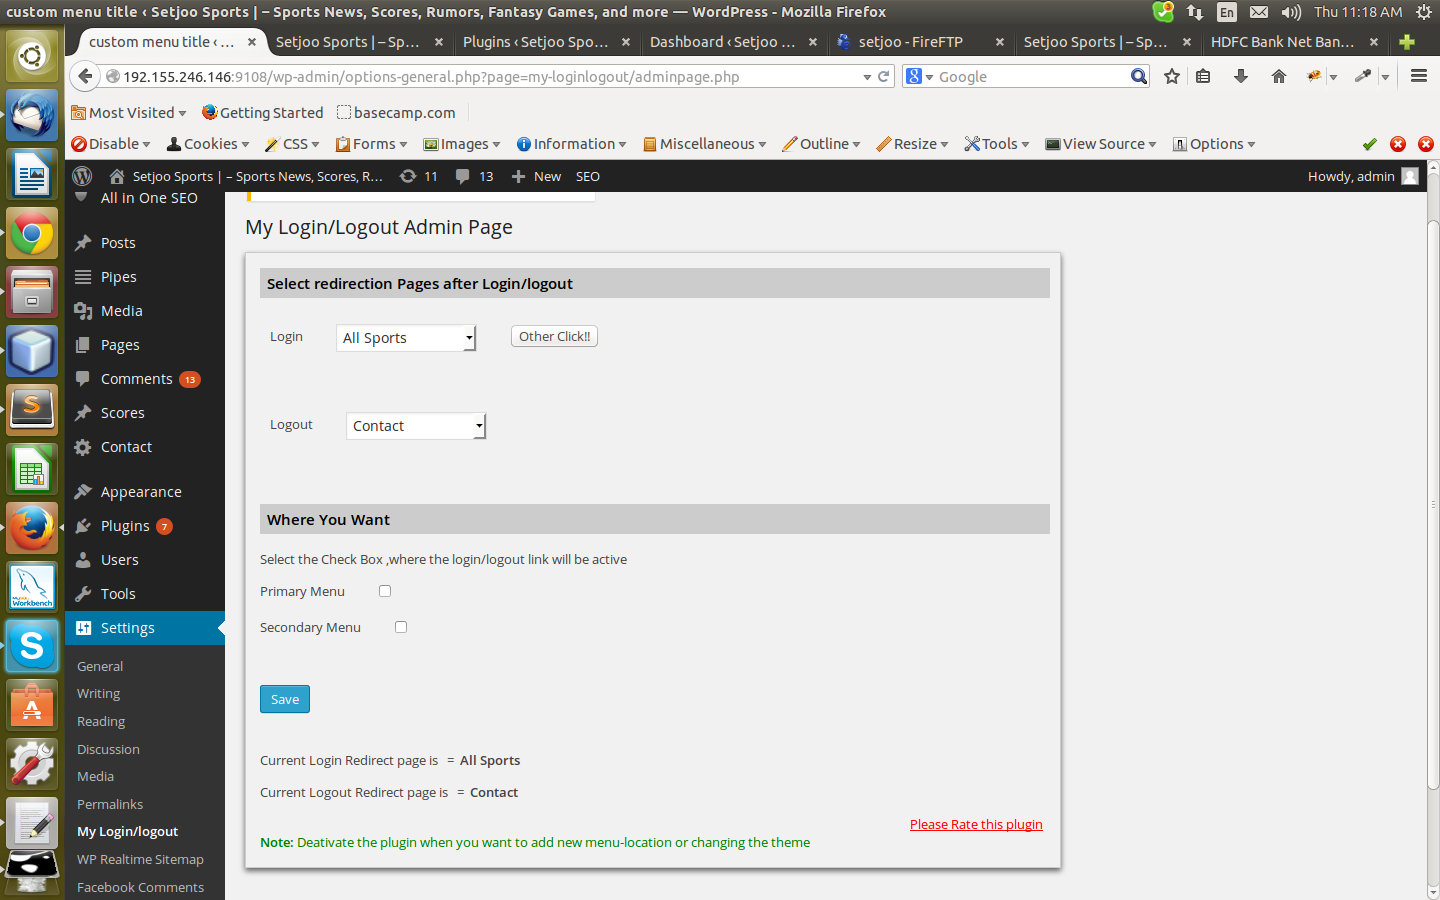 custom menu title ‹ Setjoo Sports | – Sports News, Scores, Rumors, Fantasy Games, and more — WordPress - Mozilla Firefox
3 En Thu 11:18 AM
custom menu title ‹ ... Setjoo Sports | – Sp... Plugins ‹ Setjoo Spo... Dashboard ‹ Setjoo ... setjoo - FireFTP Setjoo Sports | – Sp... HDFC Bank Net Ban...
192.155.246.146:9108/wp-admin/options-general.php?page=my-loginlogout/adminpage.php Google
Most Visited Getting Started basecamp.com
Disable Cookies CSS Forms Images Information Miscellaneous Outline Resize Tools View Source Options
Setjoo Sports | – Sports News, Scores, R... 11 13 New SEO Howdy, admin
All in One SEO
Posts
Pipes
Media
Pages
Comments 13
Scores
Contact
Appearance
Plugins 7
Users
Tools
Settings
General
Writing
Reading
Discussion
Media
Permalinks
My Login/logout
WP Realtime Sitemap
Facebook Comments
My Login/Logout Admin Page
Select redirection Pages after Login/logout
Login All Sports Other Click!!
Logout Contact
Where You Want
Select the Check Box ,where the login/logout link will be active
Primary Menu
Secondary Menu
Save
Current Login Redirect page is = All Sports
Current Logout Redirect page is = Contact
Please Rate this plugin
Note: Deativate the plugin when you want to add new menu-location or changing the theme
MySQL
Workbench